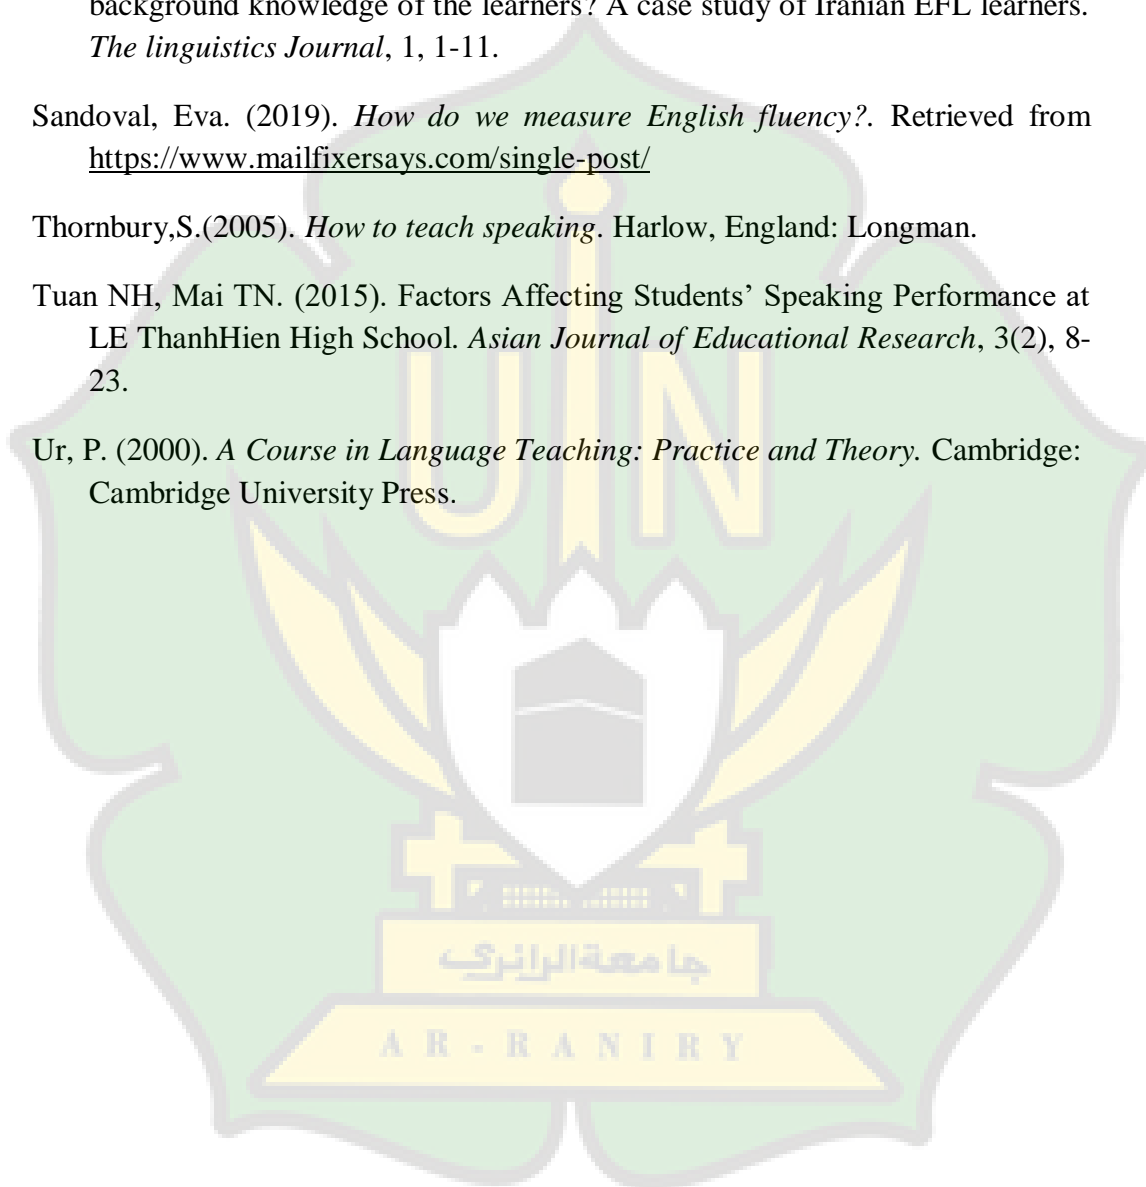 background knowledge of the learners? A case study of Iranian EFL learners.
The linguistics Journal, 1, 1-11.
Sandoval, Eva. (2019). How do we measure English fluency?. Retrieved from
https://www.mailfixersays.com/single-post/
Thornbury,S.(2005). How to teach speaking. Harlow, England: Longman.
Tuan NH, Mai TN. (2015). Factors Affecting Students’ Speaking Performance at
LE ThanhHien High School. Asian Journal of Educational Research, 3(2), 8-
23.
Ur, P. (2000). A Course in Language Teaching: Practice and Theory. Cambridge:
Cambridge University Press.
UIN
جامعة الرانري
AR-RANIRY